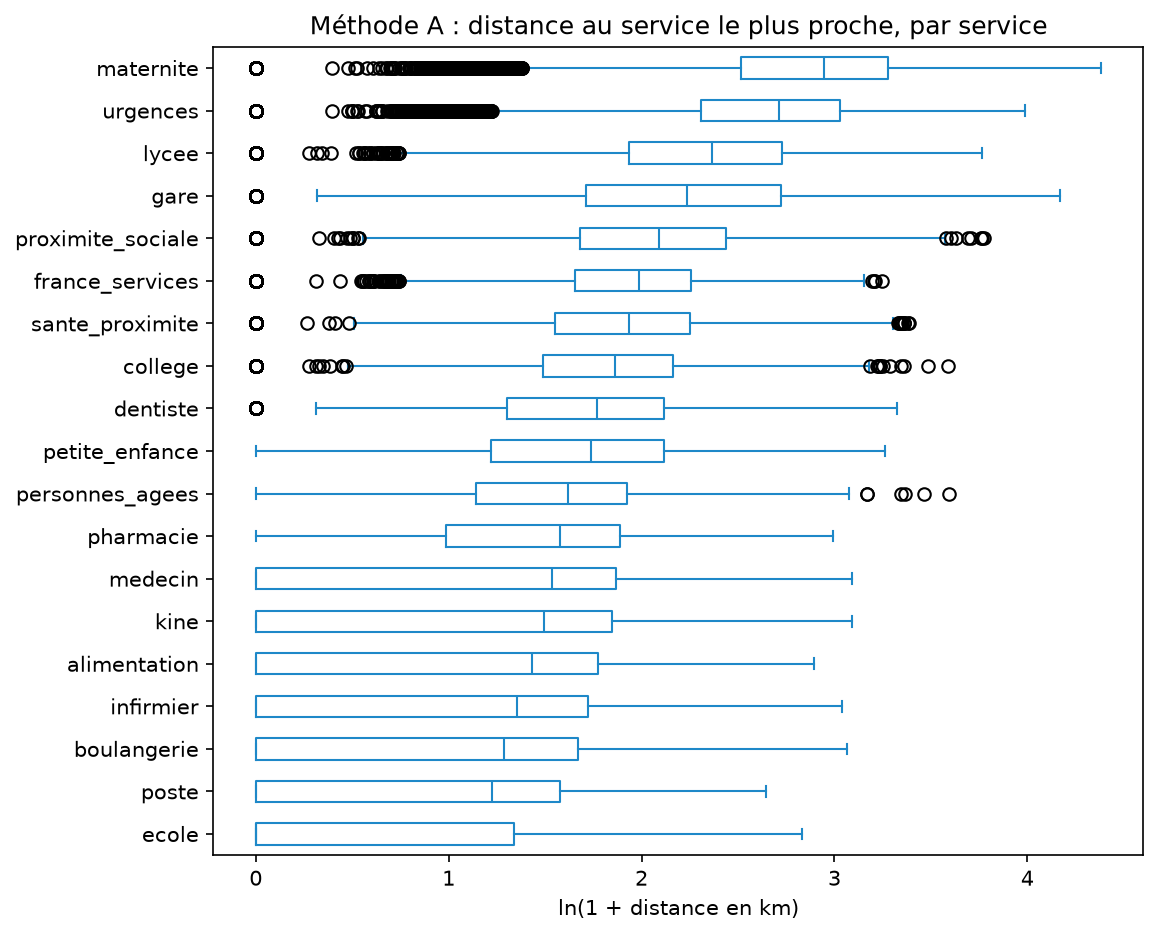 Méthode A : distance au service le plus proche, par service
maternite
urgences
lycee
gare
proximite_sociale
france_services
sante_proximite
college
dentiste
petite_enfance
personnes_agees
pharmacie
medecin
kine
alimentation
infirmier
boulangerie
poste
ecole
0 1 2 3 4
ln(1 + distance en km)